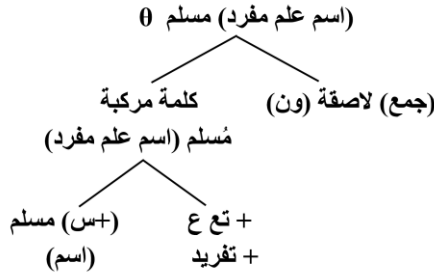 (اسم علم مفرد) مسلم θ
كلمة مركبة
مُسلم (اسم علم مفرد)
(جمع) لاصقة (ون)
(+س) مسلم
(اسم)
+ تع ع
+ تفريد